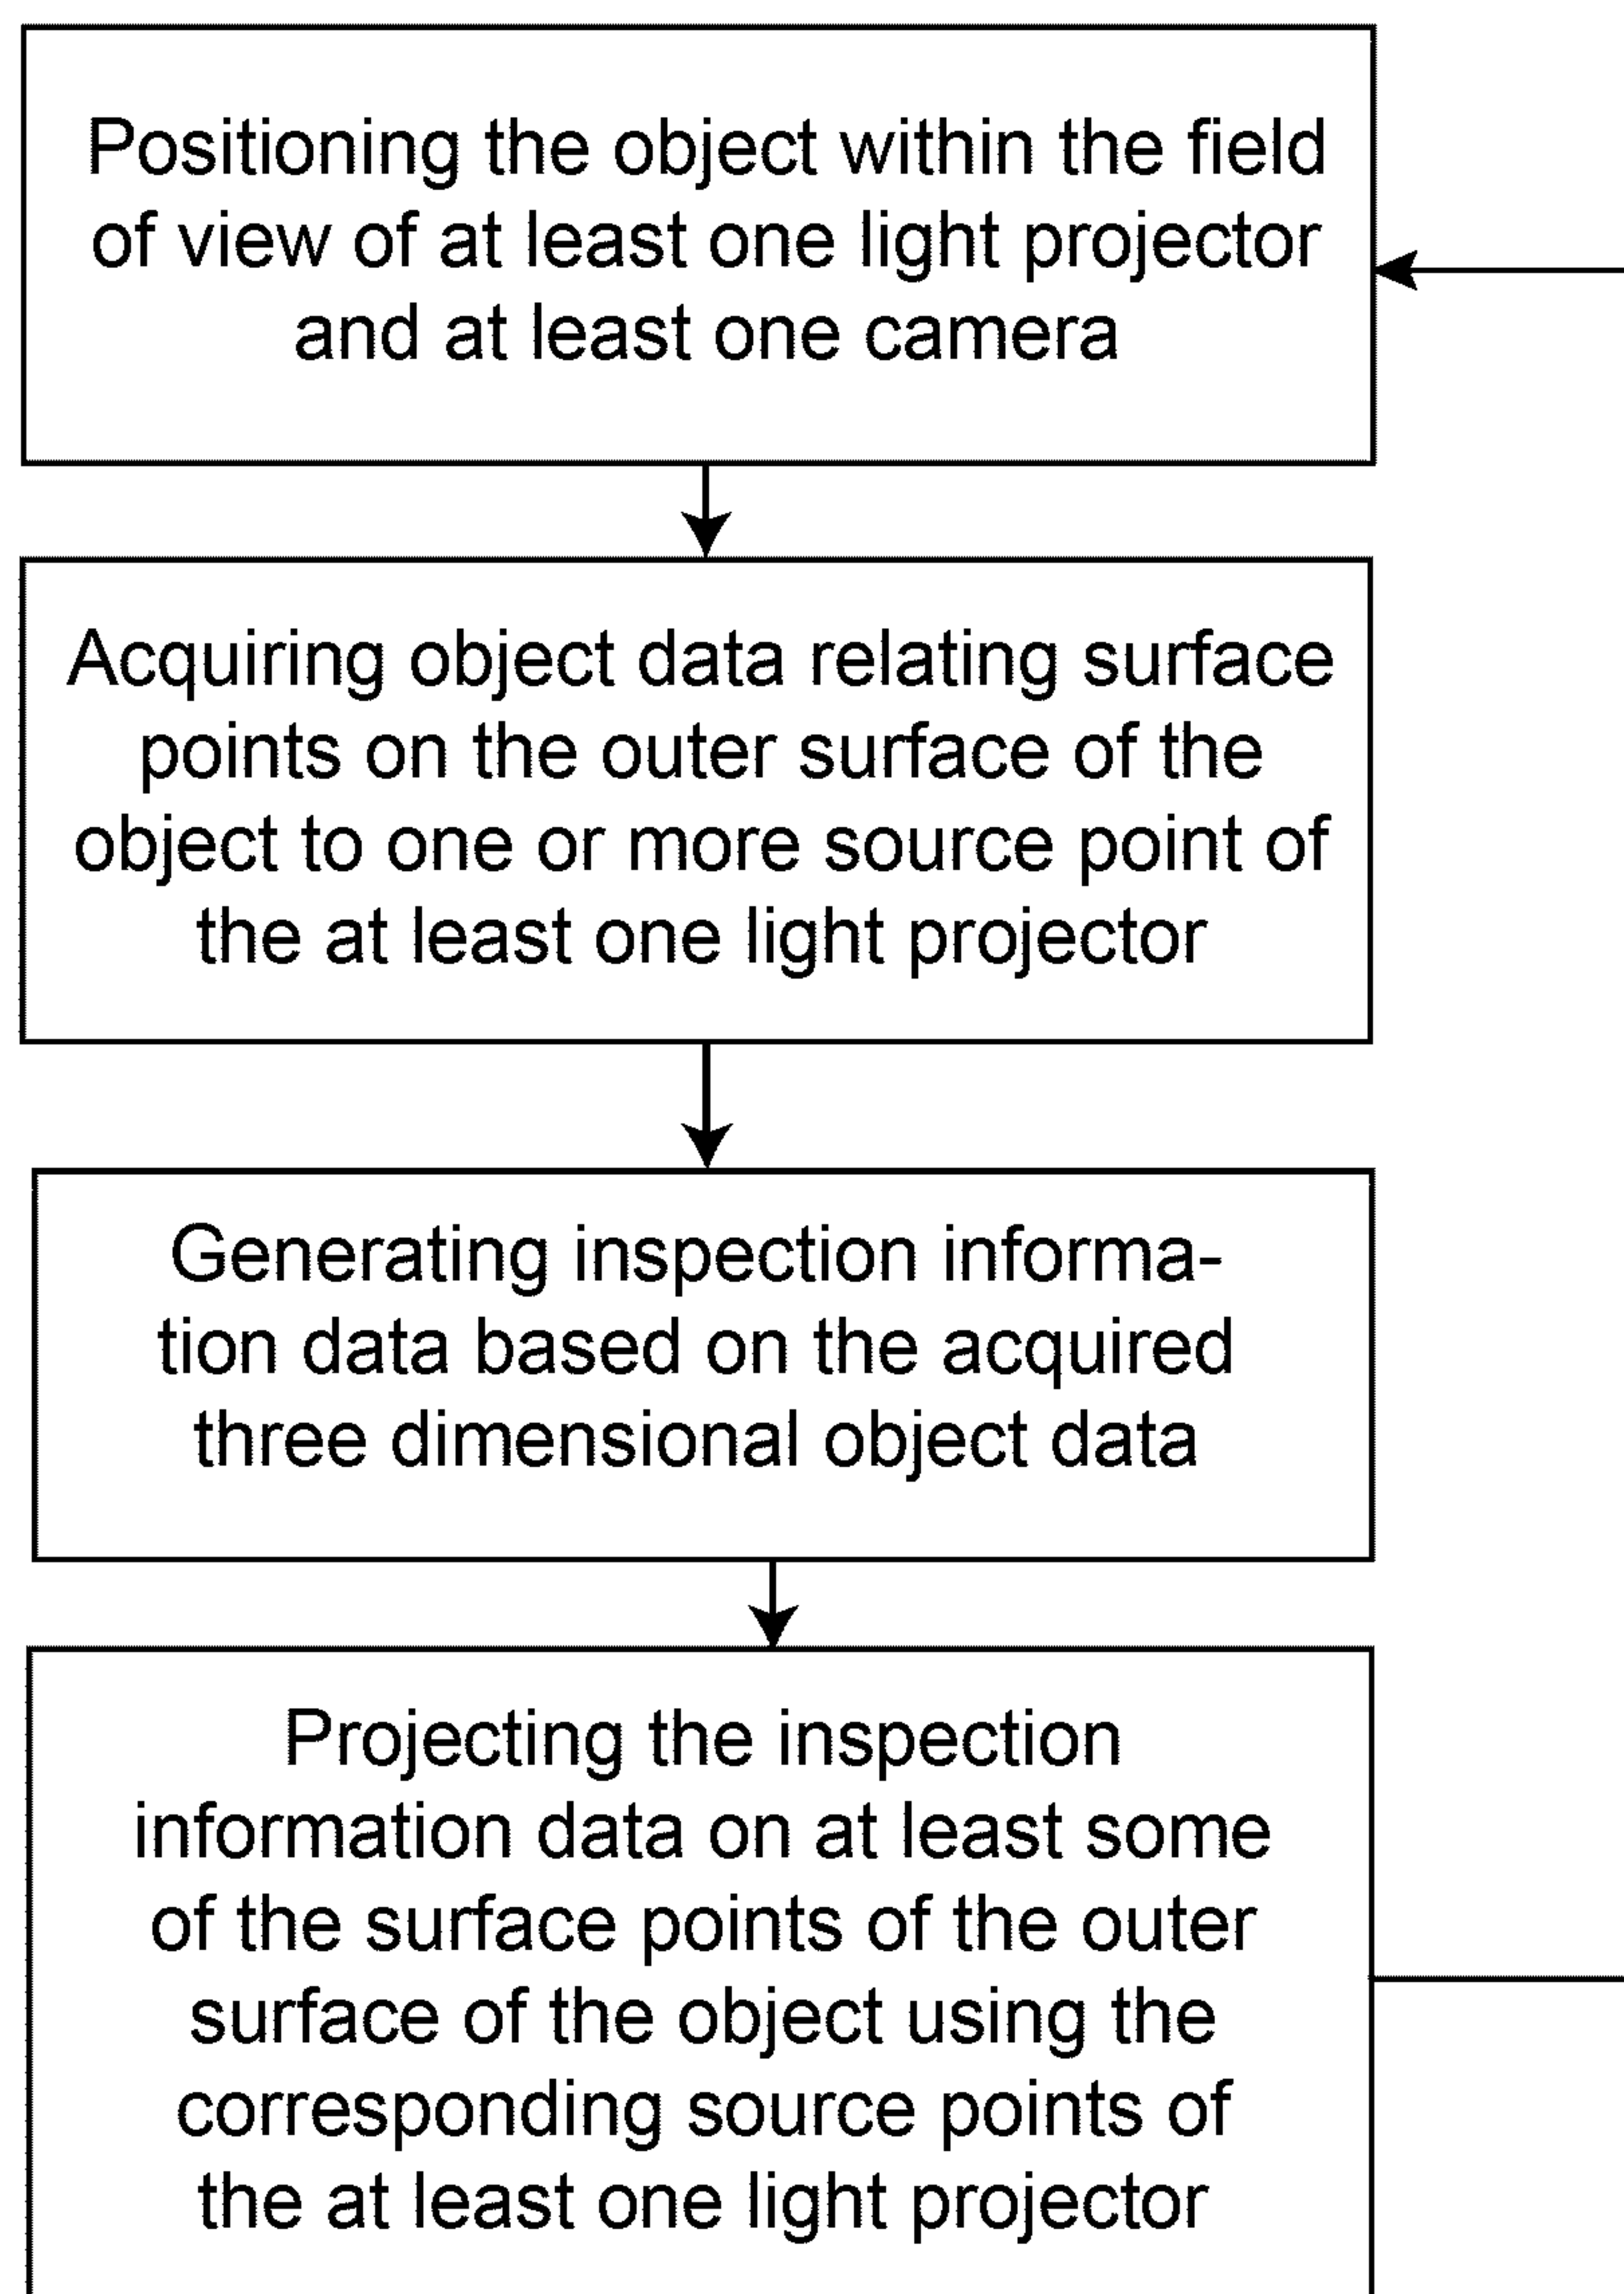 Positioning the object within the field
of view of at least one light projector
and at least one camera
Acquiring object data relating surface
points on the outer surface of the
object to one or more source point of
the at least one light projector
Generating inspection informa-
tion data based on the acquired
three dimensional object data
Projecting the inspection
information data on at least some
of the surface points of the outer
surface of the object using the
corresponding source points of
the at least one light projector